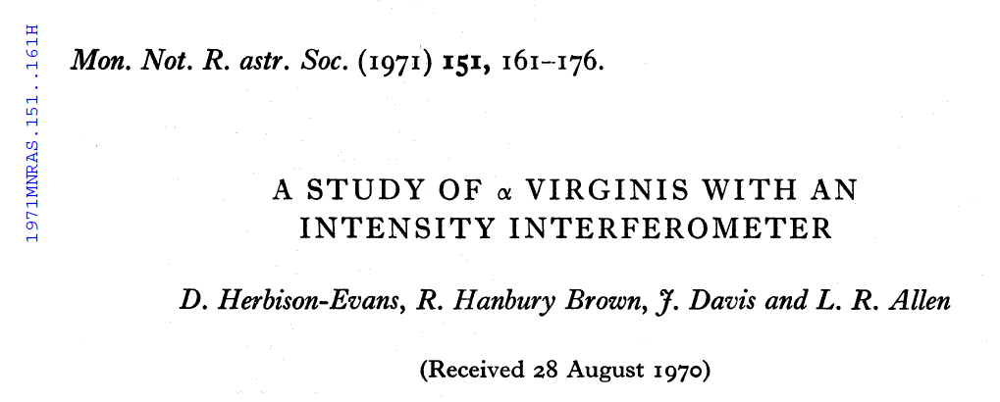 1971MNRAS.151..161H
Mon. Not. R. astr. Soc. (1971) 151, 161–176.
A STUDY OF α VIRGINIS WITH AN
INTENSITY INTERFEROMETER
D. Herbison-Evans, R. Hanbury Brown, J. Davis and L. R. Allen
(Received 28 August 1970)